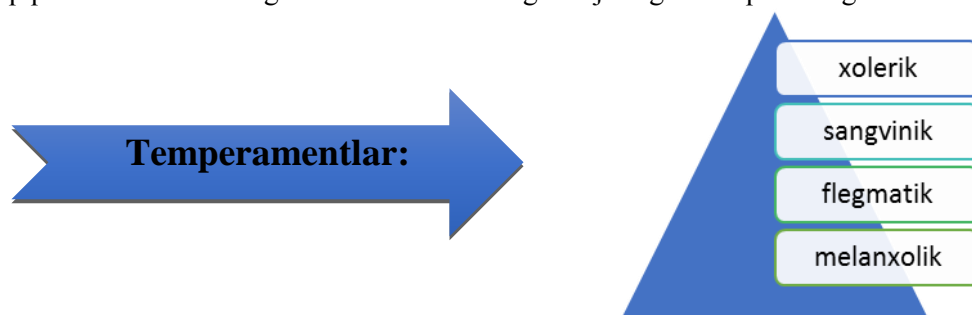 Temperamentlar:
xolerik
sangvinik
flegmatik
melanxolik